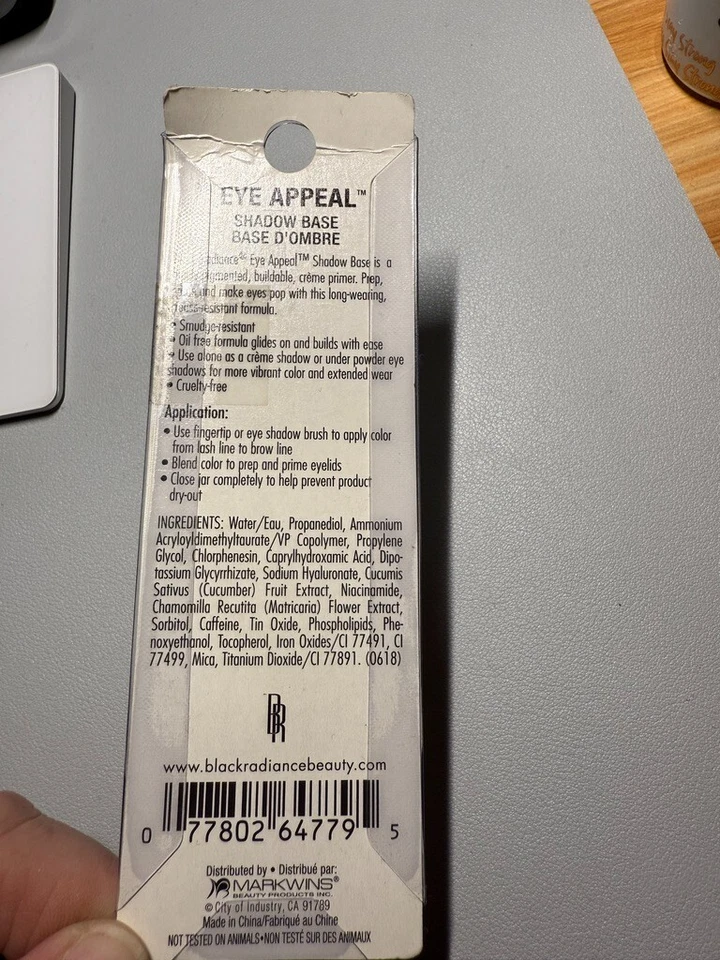 EYE APPEAL™
SHADOW BASE
BASE D'OMBRE
Eye Appeal™ Shadow Base is a
buildable, crème primer. Prep,
and make eyes pop with this long-wearing,
formula.
• Smudge-resistant
• Oil free formula glides on and builds with ease
• Use alone as a crème shadow or under powder eye
shadows for more vibrant color and extended wear
• Cruelty-free
Application:
• Use fingertip or eye shadow brush to apply color
from lash line to brow line
• Blend color to prep and prime eyelids
• Close jar completely to help prevent product
dry-out
INGREDIENTS: Water/Eau, Propanediol, Ammonium
Acryloyldimethyltaurate/VP Copolymer, Propylene
Glycol, Chlorphenesin, Caprylhydroxamic Acid, Dipo-
tassium Glycyrrhizate, Sodium Hyaluronate, Cucumis
Sativus (Cucumber) Fruit Extract, Niacinamide,
Chamomilla Recutita (Matricaria) Flower Extract,
Sorbitol, Caffeine, Tin Oxide, Phospholipids, Phe-
noxyethanol, Tocopherol, Iron Oxides/CI 77491, CI
77499, Mica, Titanium Dioxide/CI 77891. (0618)
BR
www.blackradiancebeauty.com
0 77802 64779 5
Distributed by • Distribué par:
MARKWINS®
BEAUTY PRODUCTS INC.
© City of Industry, CA 91789
Made in China/Fabriqué au Chine
NOT TESTED ON ANIMALS•NON TESTÉ SUR DES ANIMAUX
Strong